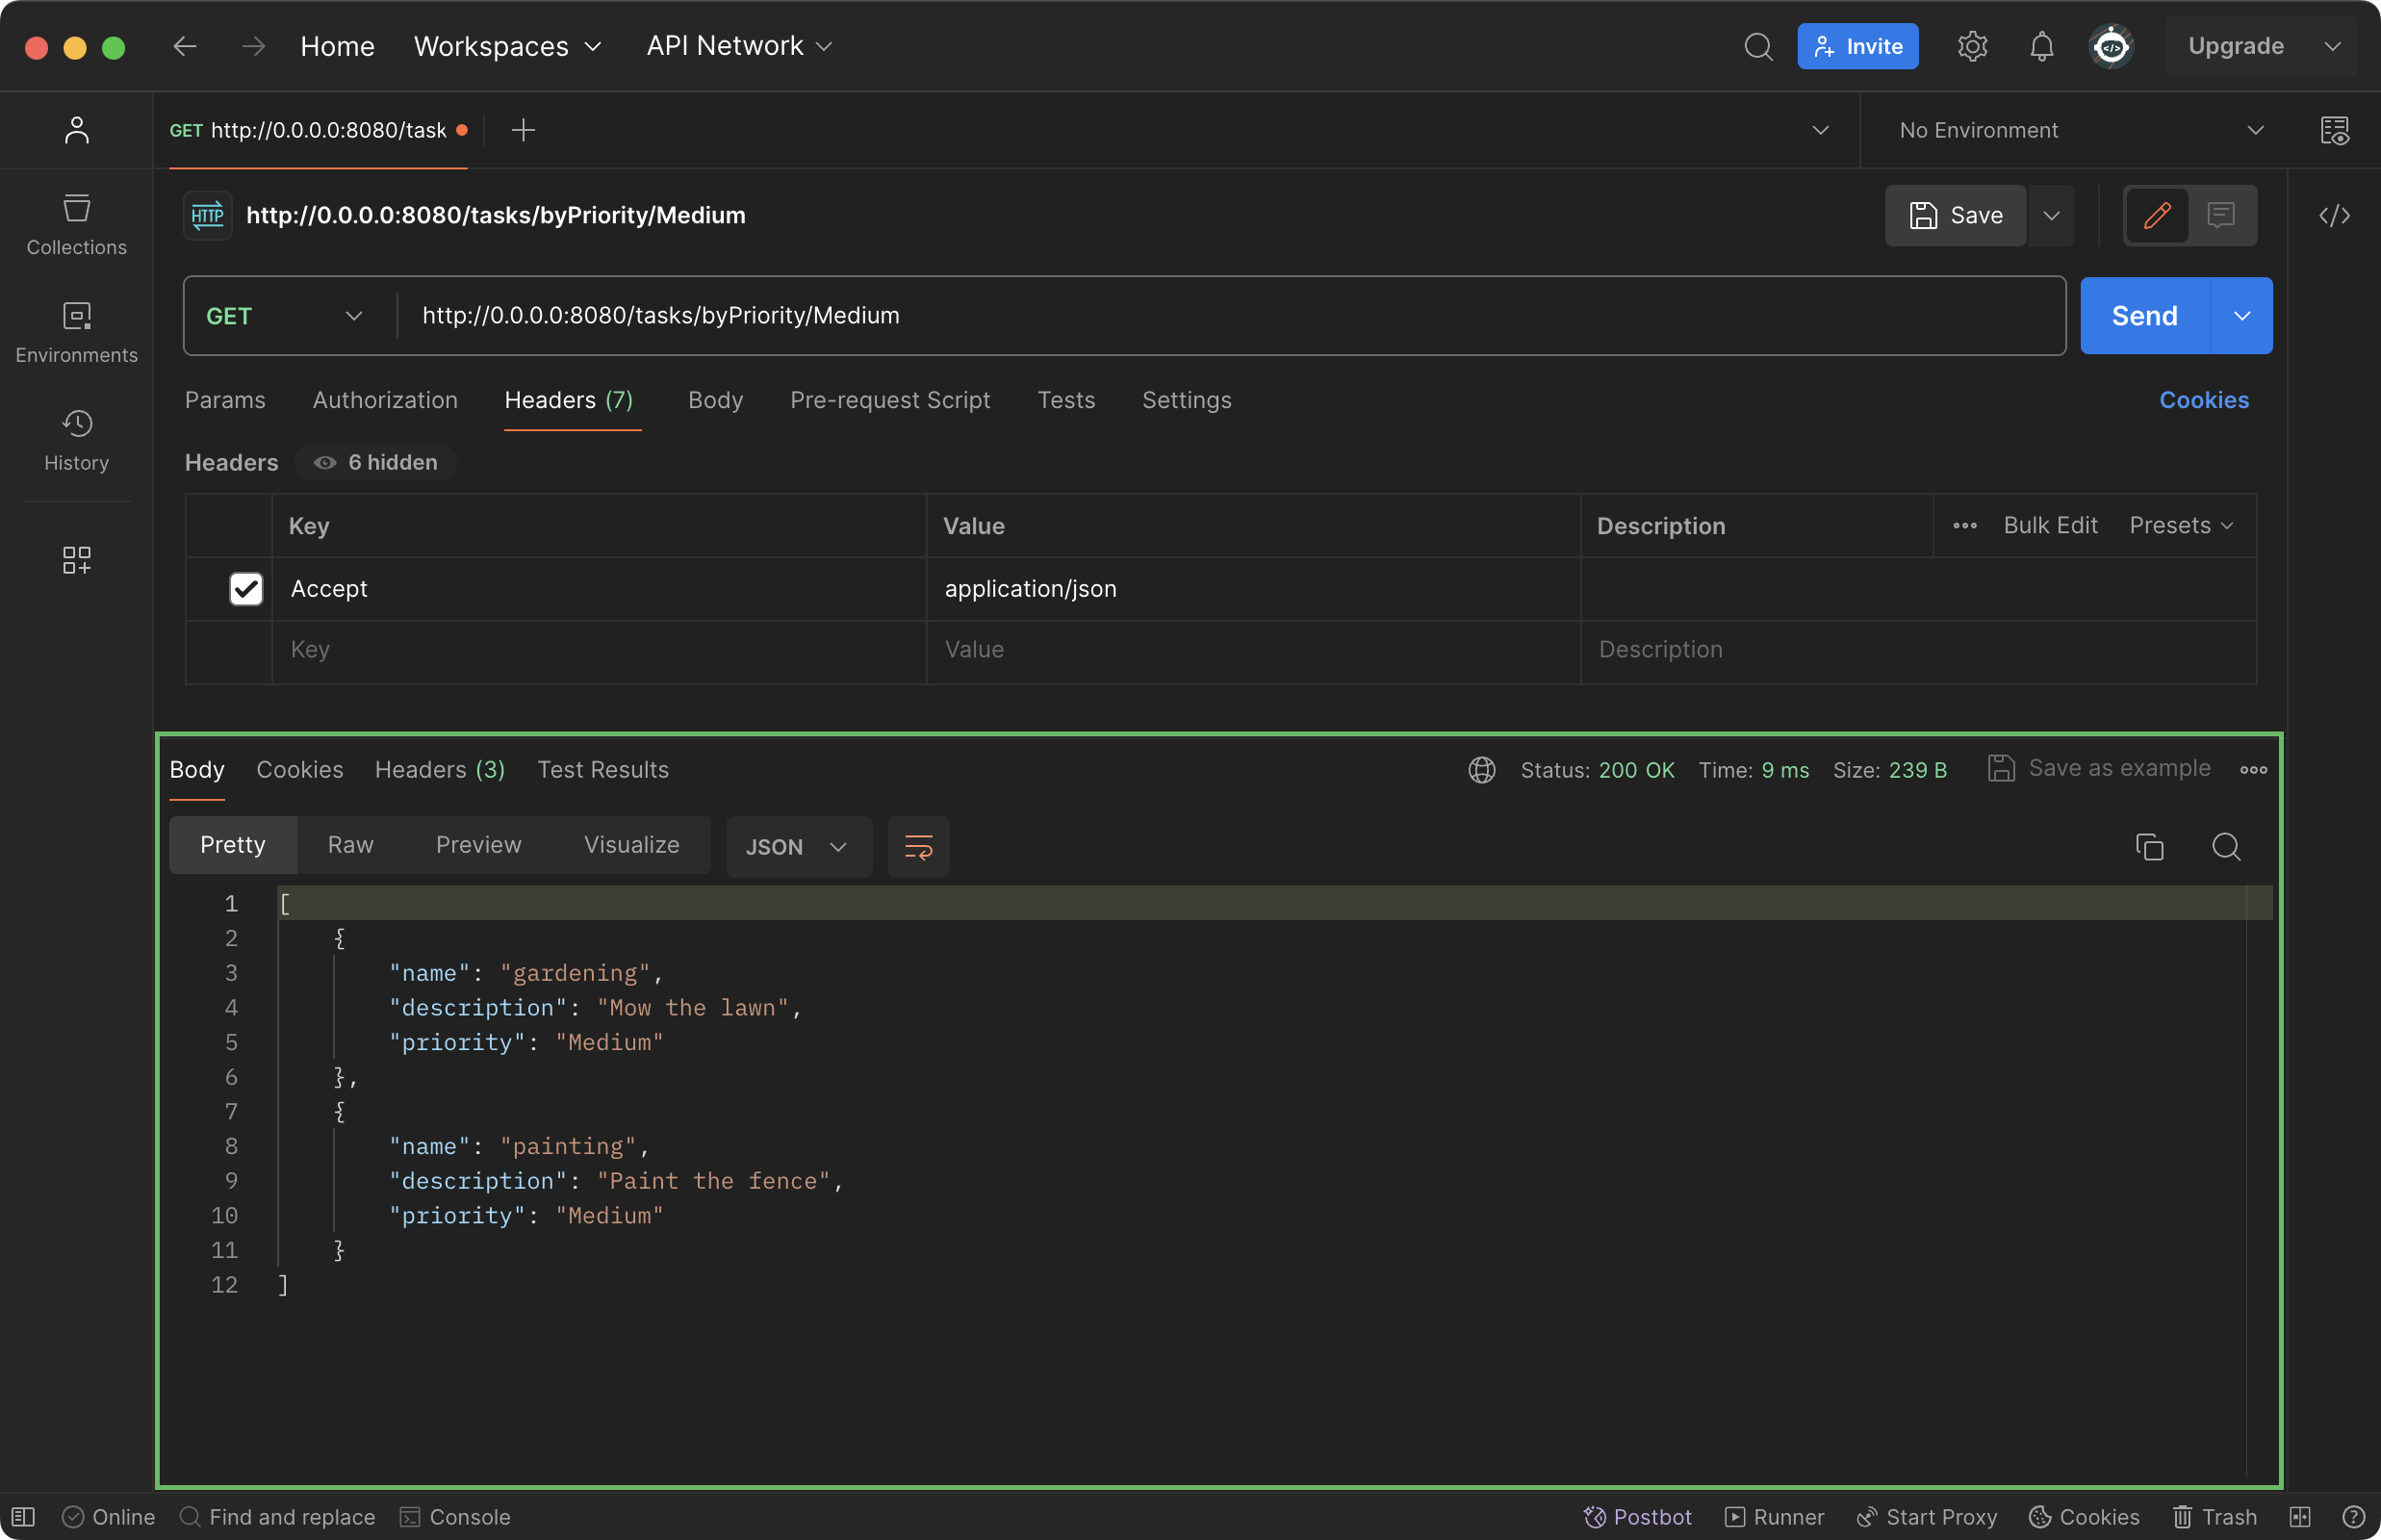 Home Workspaces API Network Invite Upgrade
GET http://0.0.0.0:8080/task No Environment
HTTP http://0.0.0.0:8080/tasks/byPriority/Medium Save
Collections
GET http://0.0.0.0:8080/tasks/byPriority/Medium Send
Environments
Params Authorization Headers (7) Body Pre-request Script Tests Settings Cookies
History
Headers 6 hidden
Key Value Description Bulk Edit Presets
Accept application/json
Key Value Description
Body Cookies Headers (3) Test Results Status: 200 OK Time: 9 ms Size: 239 B Save as example
Pretty Raw Preview Visualize JSON
1 [
2 {
3 "name": "gardening",
4 "description": "Mow the lawn",
5 "priority": "Medium"
6 },
7 {
8 "name": "painting",
9 "description": "Paint the fence",
10 "priority": "Medium"
11 }
12 ]
Online Find and replace Console Postbot Runner Start Proxy Cookies Trash